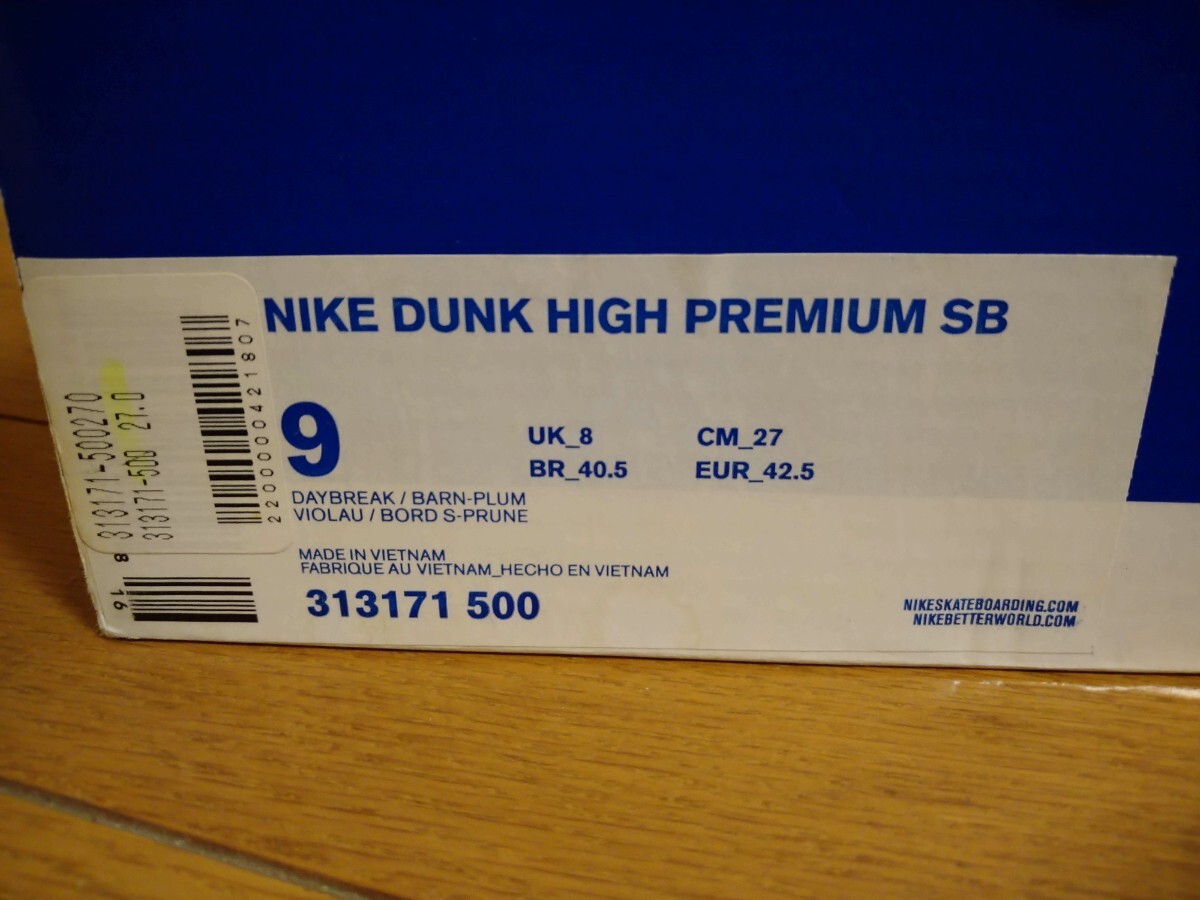 NIKE DUNK HIGH PREMIUM SB
9
UK_8
CM_27
BR_40.5
EUR_42.5
DAYBREAK / BARN-PLUM
VIOLAU / BORD S-PRUNE
MADE IN VIETNAM
FABRIQUE AU VIETNAM_HECHO EN VIETNAM
313171 500
NIKESKATEBOARDING.COM
NIKEBETTERWORLD.COM
313171-500270
313171-500 27.0
2200000421807
8 16